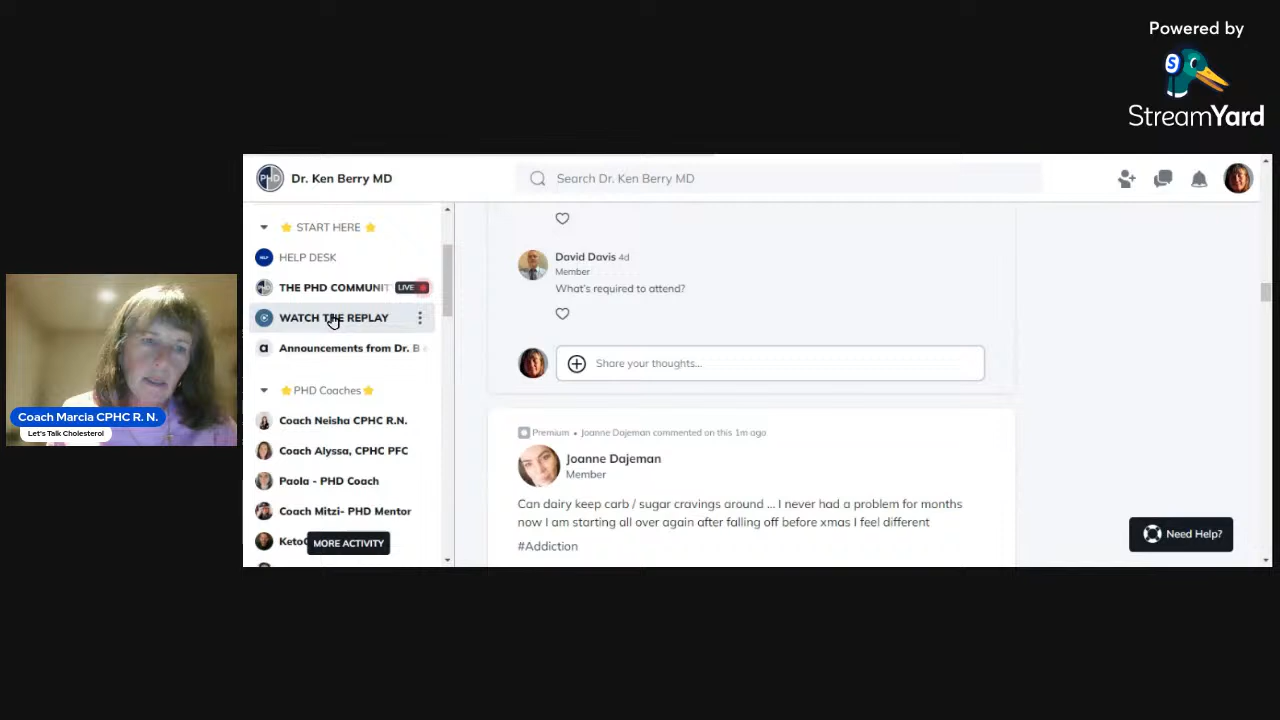 Powered by
StreamYard
Dr. Ken Berry MD
Search Dr. Ken Berry MD
⭐ START HERE ⭐
HELP DESK
THE PHD COMMUNIT
LIVE
WATCH THE REPLAY
Announcements from Dr. B
⭐PHD Coaches⭐
Coach Neisha CPHC R.N.
Coach Alyssa, CPHC PFC
Paola - PHD Coach
Coach Mitzi- PHD Mentor
MORE ACTIVITY
David Davis 4d
Member
What's required to attend?
Share your thoughts...
Premium • Joanne Dajeman commented on this 1m ago
Joanne Dajeman
Member
Can dairy keep carb / sugar cravings around ... I never had a problem for months
now I am starting all over again after falling off before xmas I feel different
#Addiction
Need Help?
Coach Marcia CPHC R. N.
Let's Talk Cholesterol